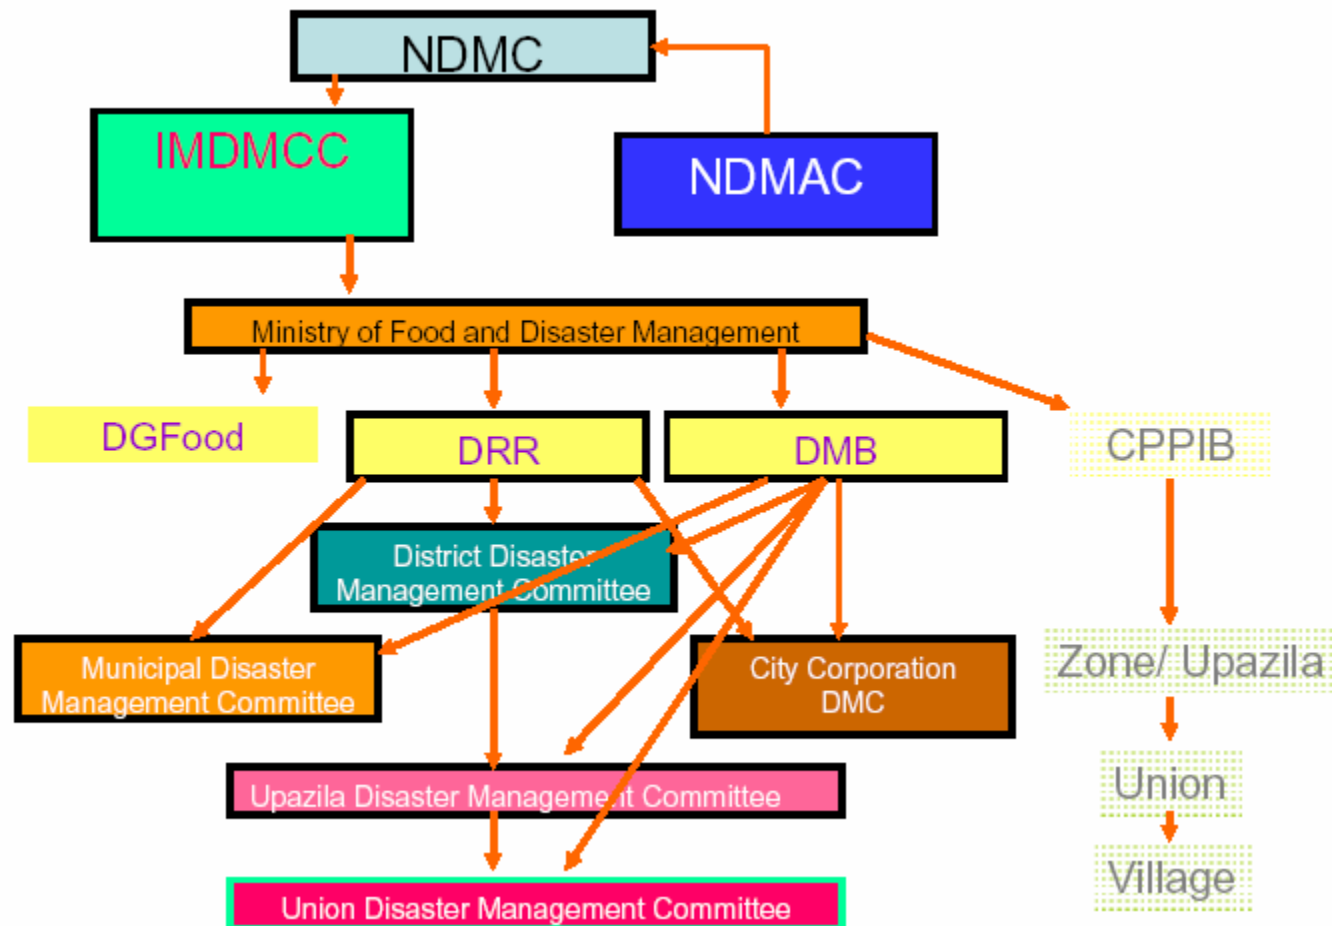 NDMC
IMDMCC
NDMAC
Ministry of Food and Disaster Management
DGFood
DRR
DMB
CPPIB
District Disaster
Management Committee
Municipal Disaster
Management Committee
City Corporation
DMC
Zone/ Upazila
Upazila Disaster Management Committee
Union
Village
Union Disaster Management Committee